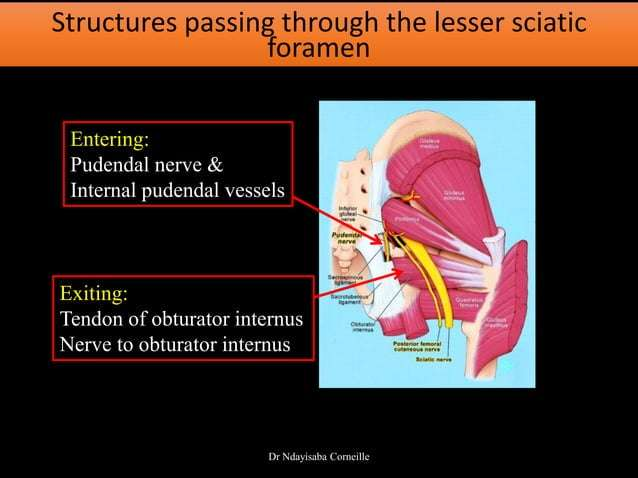 Structures passing through the lesser sciatic
foramen
Entering:
Pudendal nerve &
Internal pudendal vessels
Exiting:
Tendon of obturator internus
Nerve to obturator internus
Gluteus
medius
Gluteus
minimus
Inferior
gluteal
nerve
Piriformis
Pudendal
nerve
Sacrospinous
ligament
Sacrotuberous
ligament
Obturator
internus
Quadratus
femoris
Gluteus
maximus
Posterior femoral
cutaneous nerve
Sciatic nerve
Dr Ndayisaba Corneille